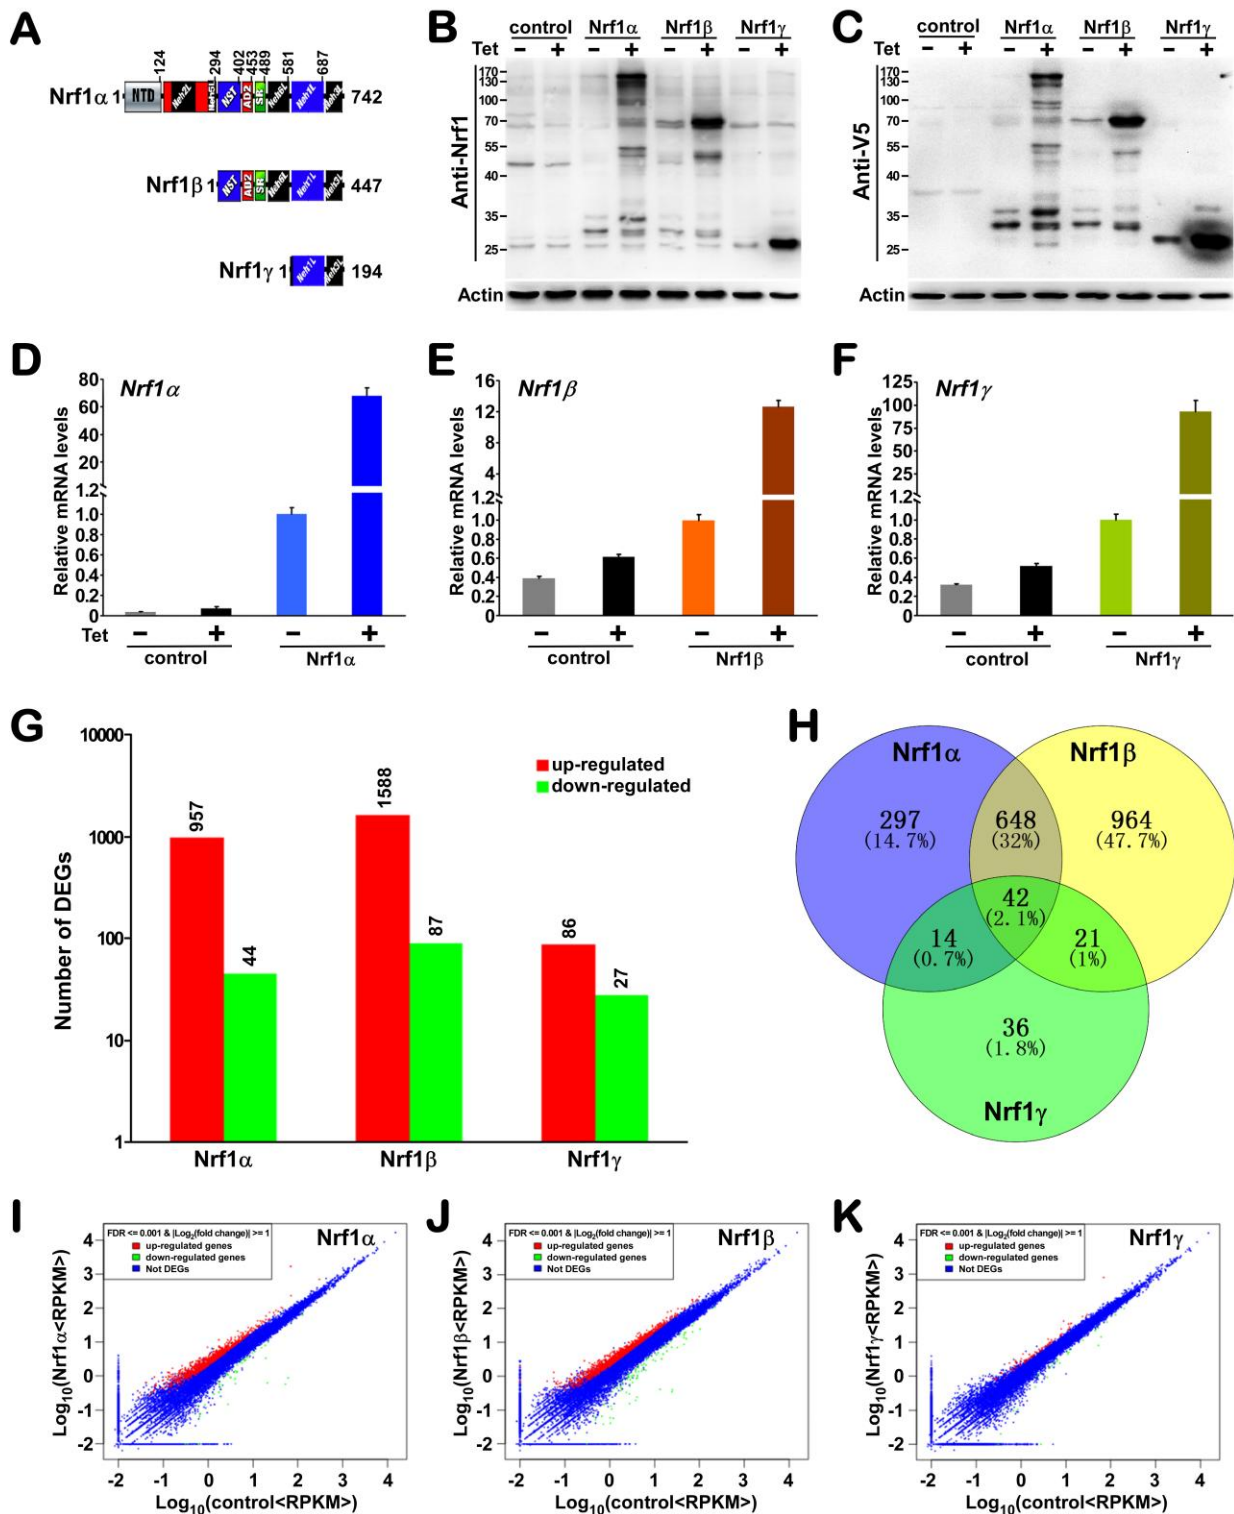 A
124
294
402
453
489
581
687
Nrf1α 1
NTD
Neh2L
Neh5L
NST
AD2
SR
Neh6L
Neh1L
Neh3L
742
Nrf1β 1
NST
AD2
SR
Neh6L
Neh1L
Neh3L
447
Nrf1γ 1
Neh1L
Neh3L
194
B
control Nrf1α Nrf1β Nrf1γ
Tet − + − + − + − +
Anti-Nrf1
170
130
100
70
55
40
35
25
Actin
C
control Nrf1α Nrf1β Nrf1γ
Tet − + − + − + − +
Anti-V5
170
130
100
70
55
40
35
25
Actin
D
Nrf1α
Relative mRNA levels
80
60
40
20
1.2
1.0
0.8
0.6
0.4
0.2
0
Tet − + − +
control Nrf1α
E
Nrf1β
Relative mRNA levels
16
12
8
4
1.2
1.0
0.8
0.6
0.4
0.2
0
− + − +
control Nrf1β
F
Nrf1γ
Relative mRNA levels
125
100
75
50
25
1.2
1.0
0.8
0.6
0.4
0.2
0
− + − +
control Nrf1γ
G
Number of DEGs
10000
1000
100
10
1
up-regulated
down-regulated
957
44
1588
87
86
27
Nrf1α Nrf1β Nrf1γ
H
Nrf1α
Nrf1β
297
(14.7%)
648
(32%)
964
(47.7%)
42
(2.1%)
14
(0.7%)
21
(1%)
36
(1.8%)
Nrf1γ
I
Log10(Nrf1α<RPKM>)
FDR <= 0.001 & |Log2(fold change)| >= 1
up-regulated genes
down-regulated genes
Not DEGs
Nrf1α
4
3
2
1
0
-1
-2
-2 -1 0 1 2 3 4
Log10(control<RPKM>)
J
Log10(Nrf1β<RPKM>)
FDR <= 0.001 & |Log2(fold change)| >= 1
up-regulated genes
down-regulated genes
Not DEGs
Nrf1β
4
3
2
1
0
-1
-2
-2 -1 0 1 2 3 4
Log10(control<RPKM>)
K
Log10(Nrf1γ<RPKM>)
FDR <= 0.001 & |Log2(fold change)| >= 1
up-regulated genes
down-regulated genes
Not DEGs
Nrf1γ
4
3
2
1
0
-1
-2
-2 -1 0 1 2 3 4
Log10(control<RPKM>)